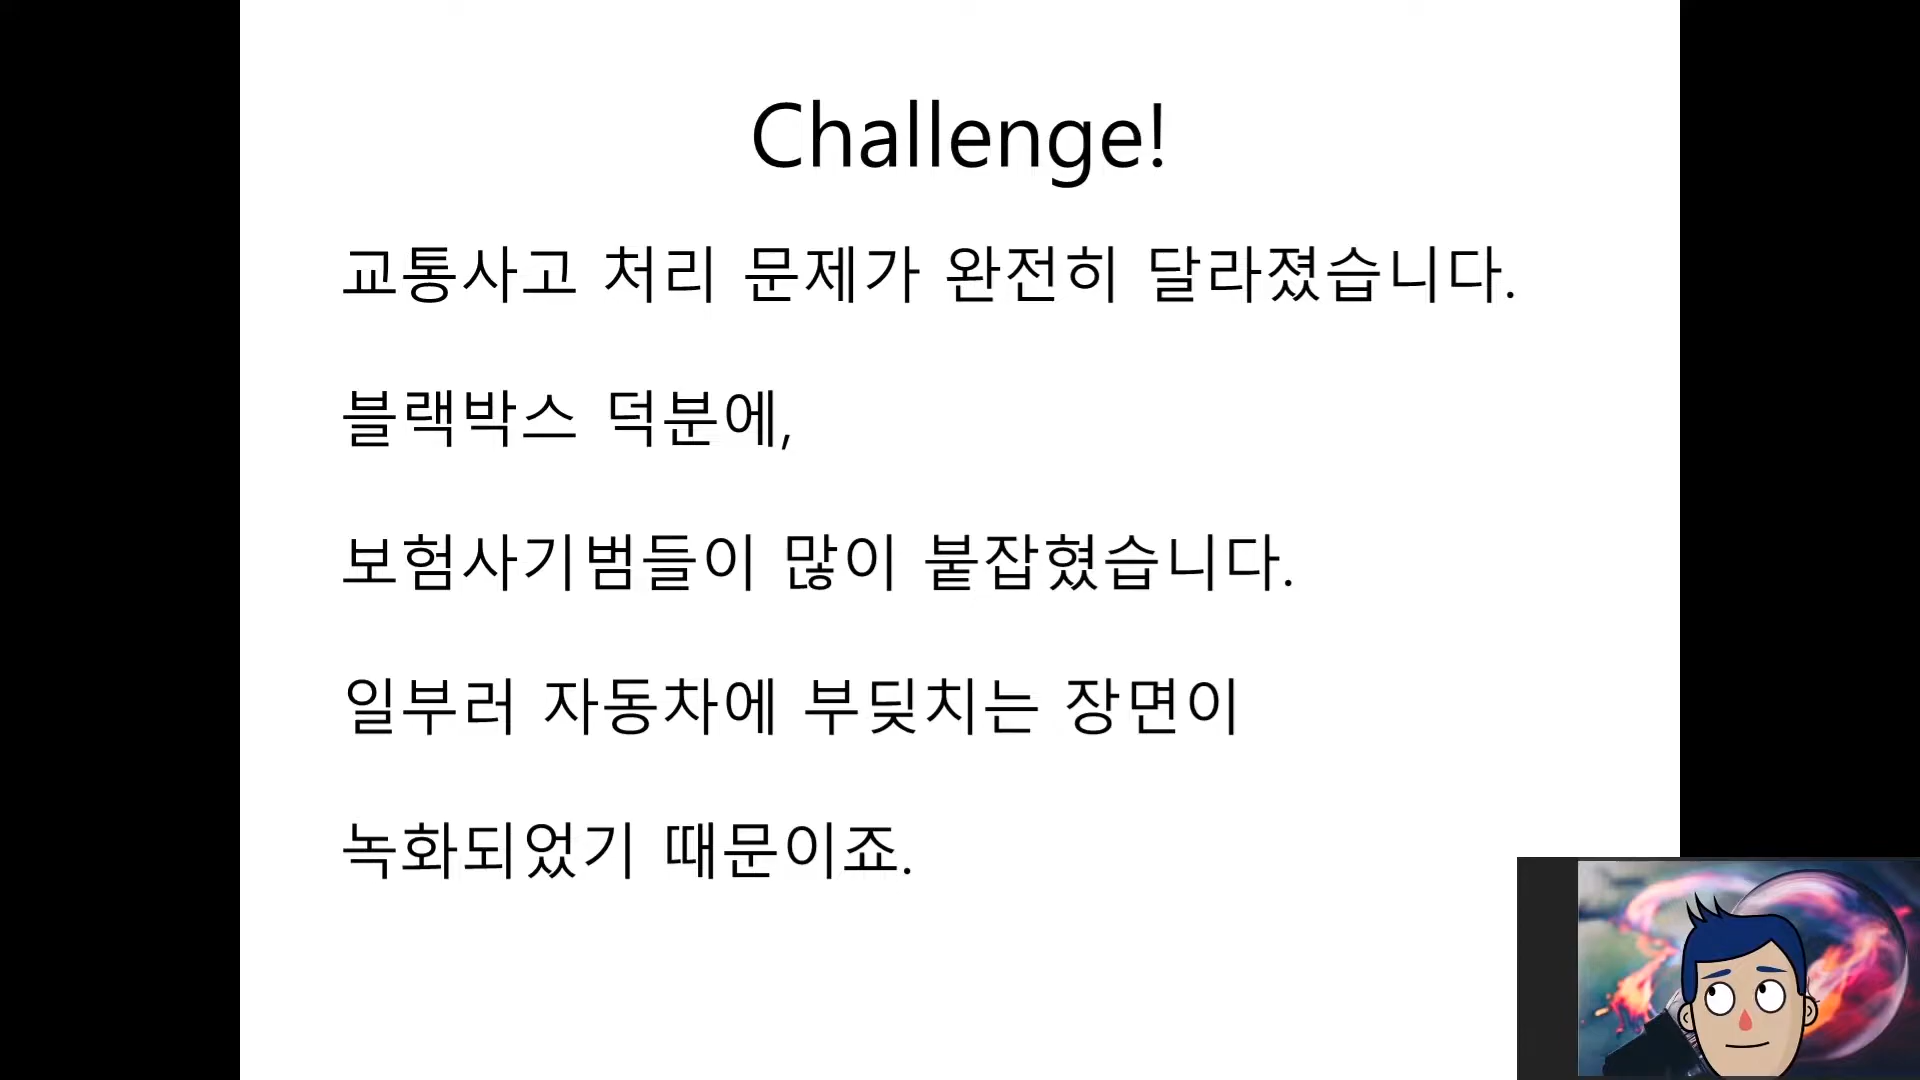 Challenge!
교통사고 처리 문제가 완전히 달라졌습니다.
블랙박스 덕분에,
보험사기범들이 많이 붙잡혔습니다.
일부러 자동차에 부딪치는 장면이
녹화되었기 때문이죠.